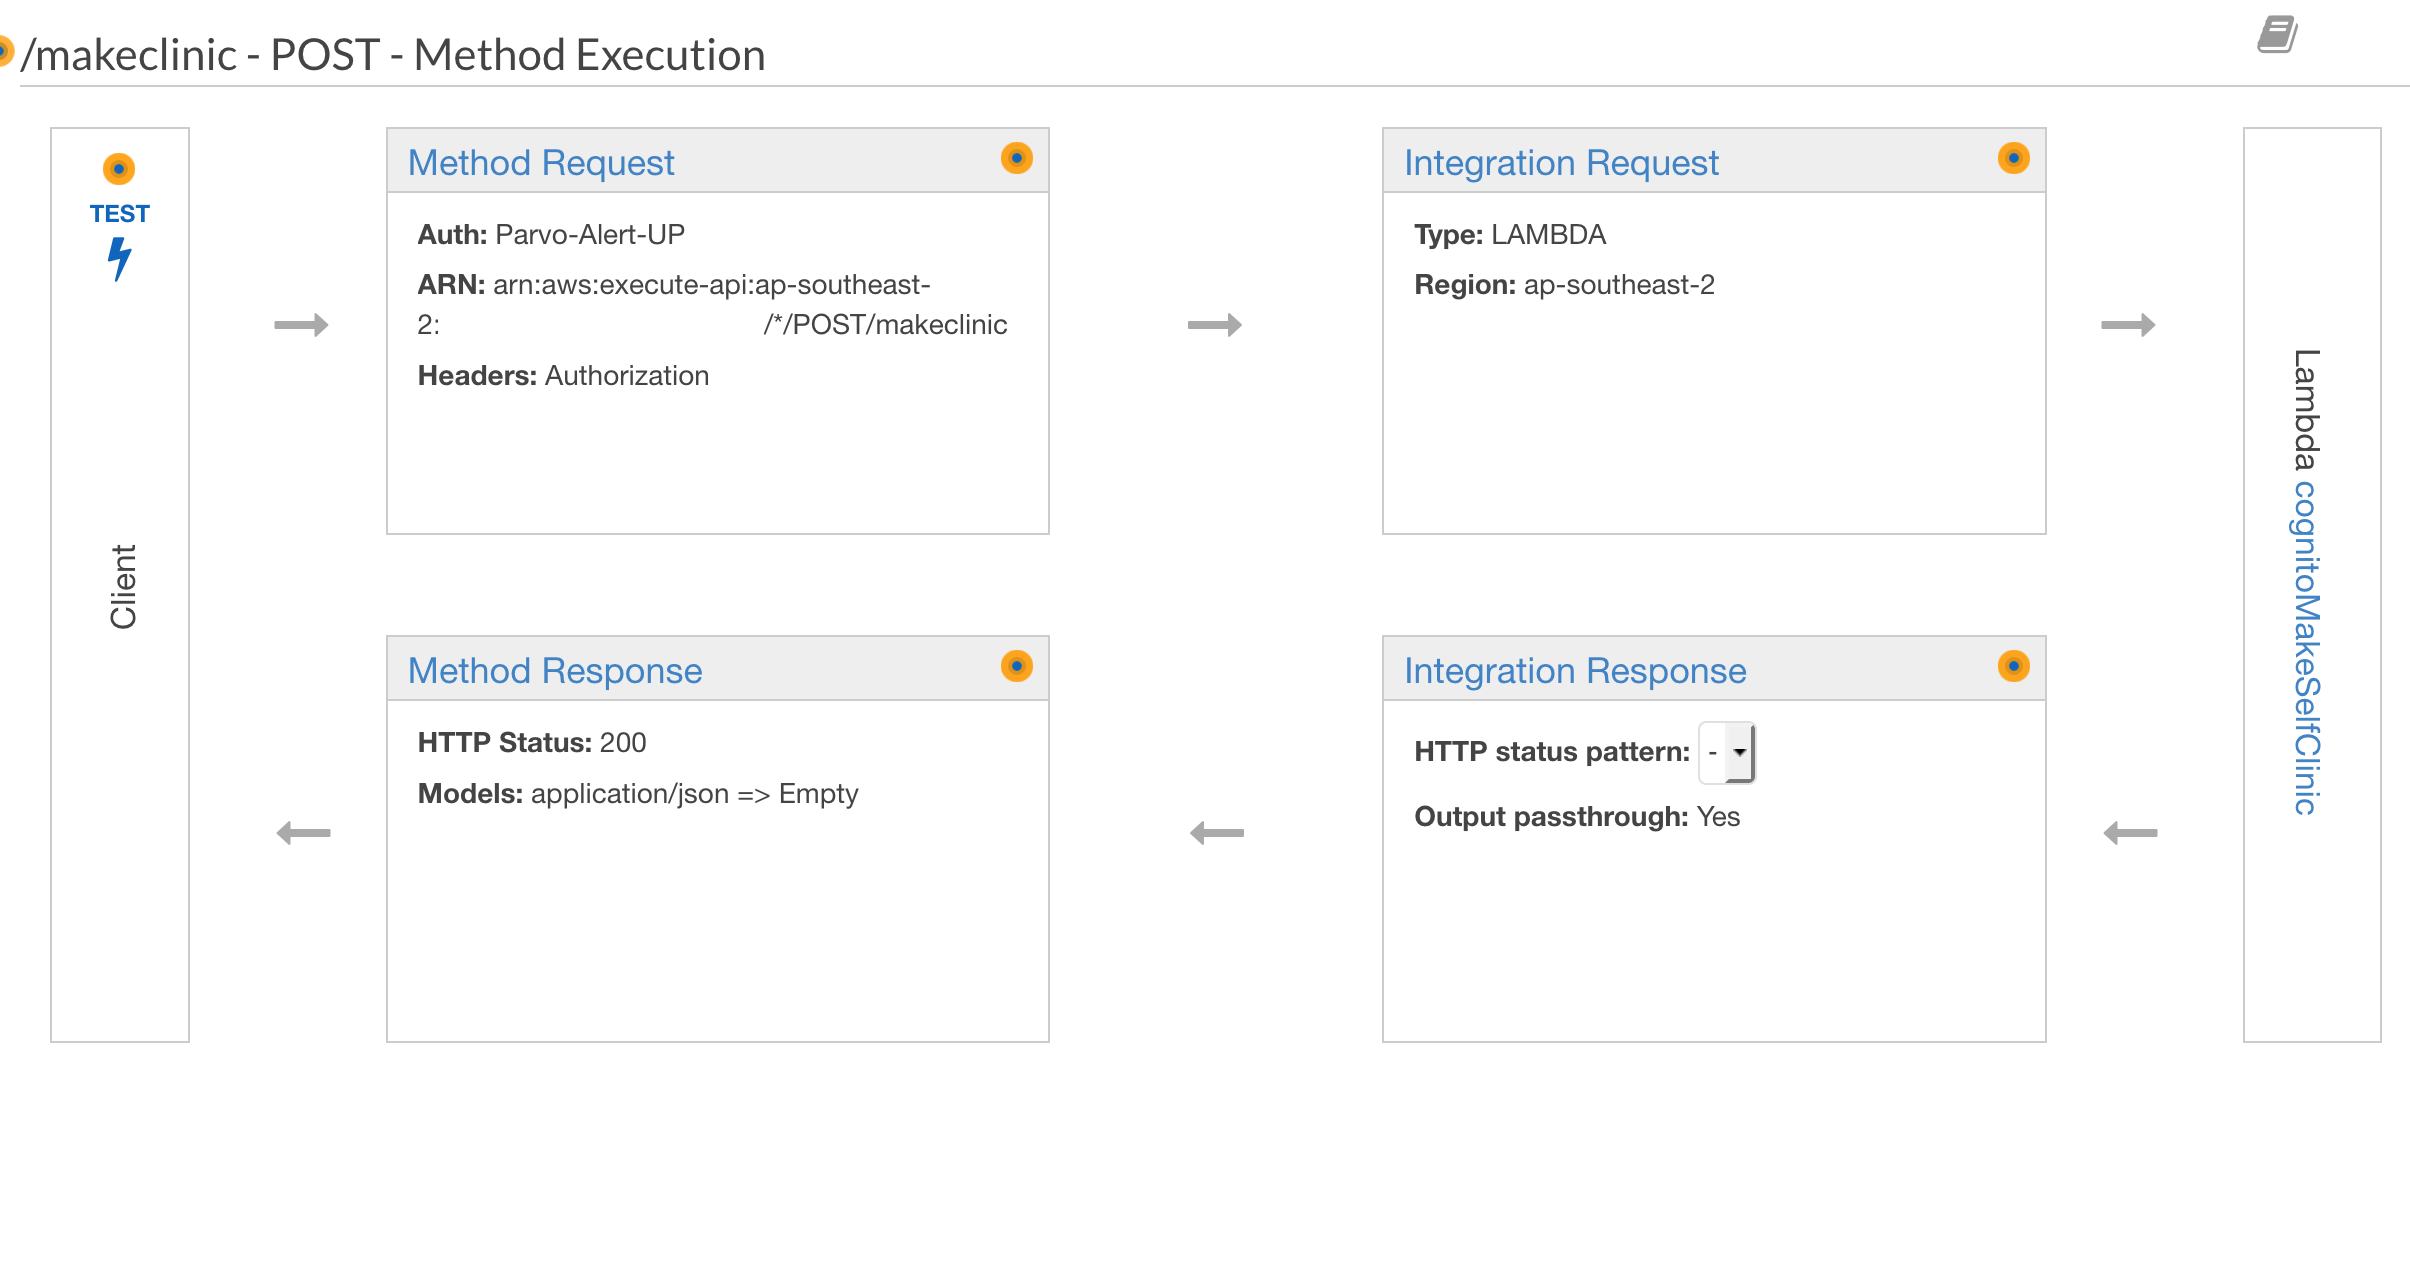 /makeclinic - POST - Method Execution
TEST
Client
Method Request
Auth: Parvo-Alert-UP
ARN: arn:aws:execute-api:ap-southeast-
2: /*/POST/makeclinic
Headers: Authorization
Integration Request
Type: LAMBDA
Region: ap-southeast-2
Lambda cognitoMakeSelfClinic
Method Response
HTTP Status: 200
Models: application/json => Empty
Integration Response
HTTP status pattern: -
Output passthrough: Yes